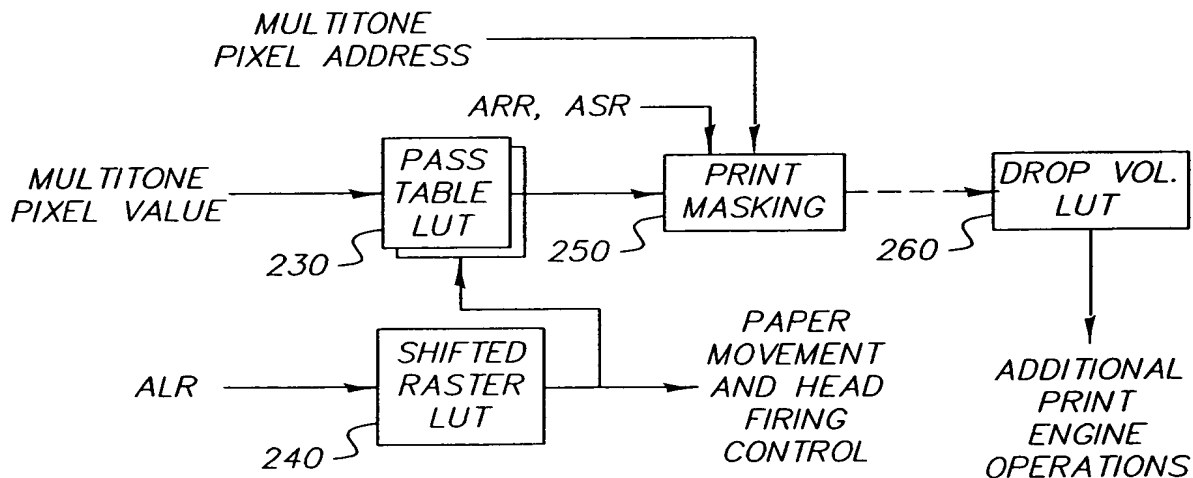 MULTITONE
PIXEL ADDRESS
ARR, ASR
MULTITONE
PIXEL VALUE
PASS
TABLE
LUT
230
PRINT
MASKING
250
DROP VOL.
LUT
260
ALR
SHIFTED
RASTER
LUT
240
PAPER
MOVEMENT
AND HEAD
FIRING
CONTROL
ADDITIONAL
PRINT
ENGINE
OPERATIONS